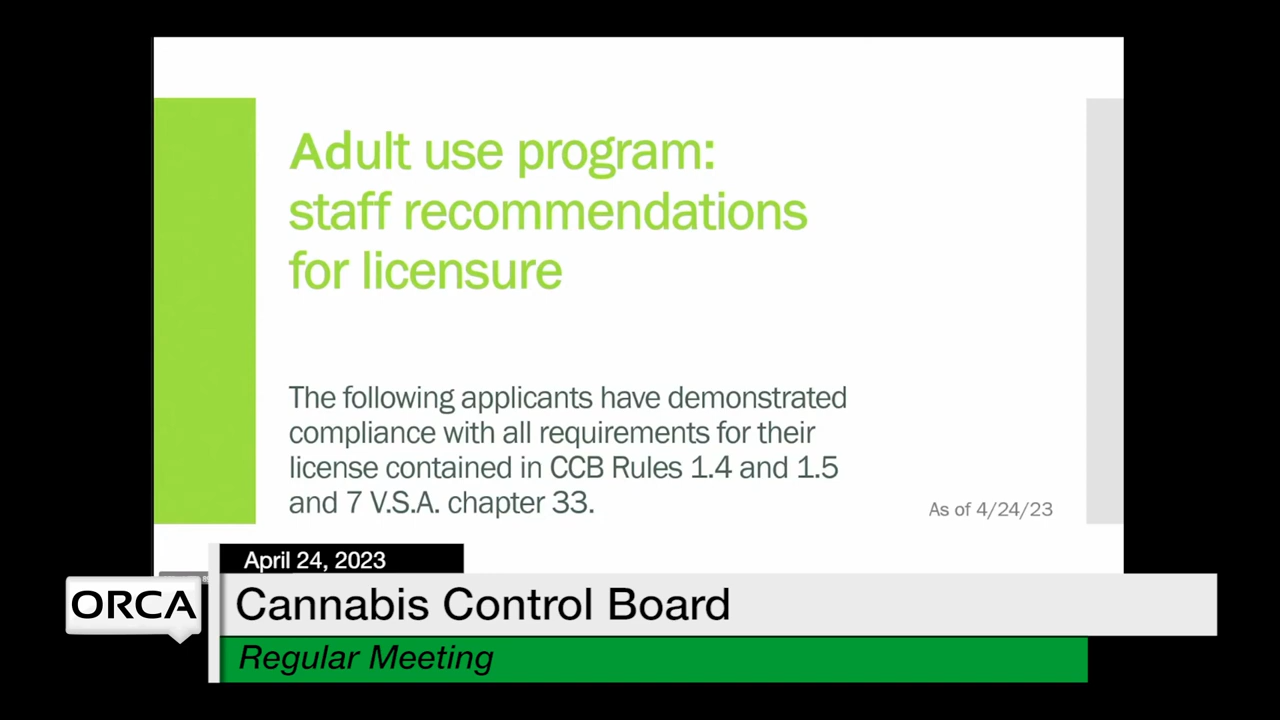 Adult use program:
staff recommendations
for licensure
The following applicants have demonstrated
compliance with all requirements for their
license contained in CCB Rules 1.4 and 1.5
and 7 V.S.A. chapter 33.
As of 4/24/23
April 24, 2023
ORCA
Cannabis Control Board
Regular Meeting